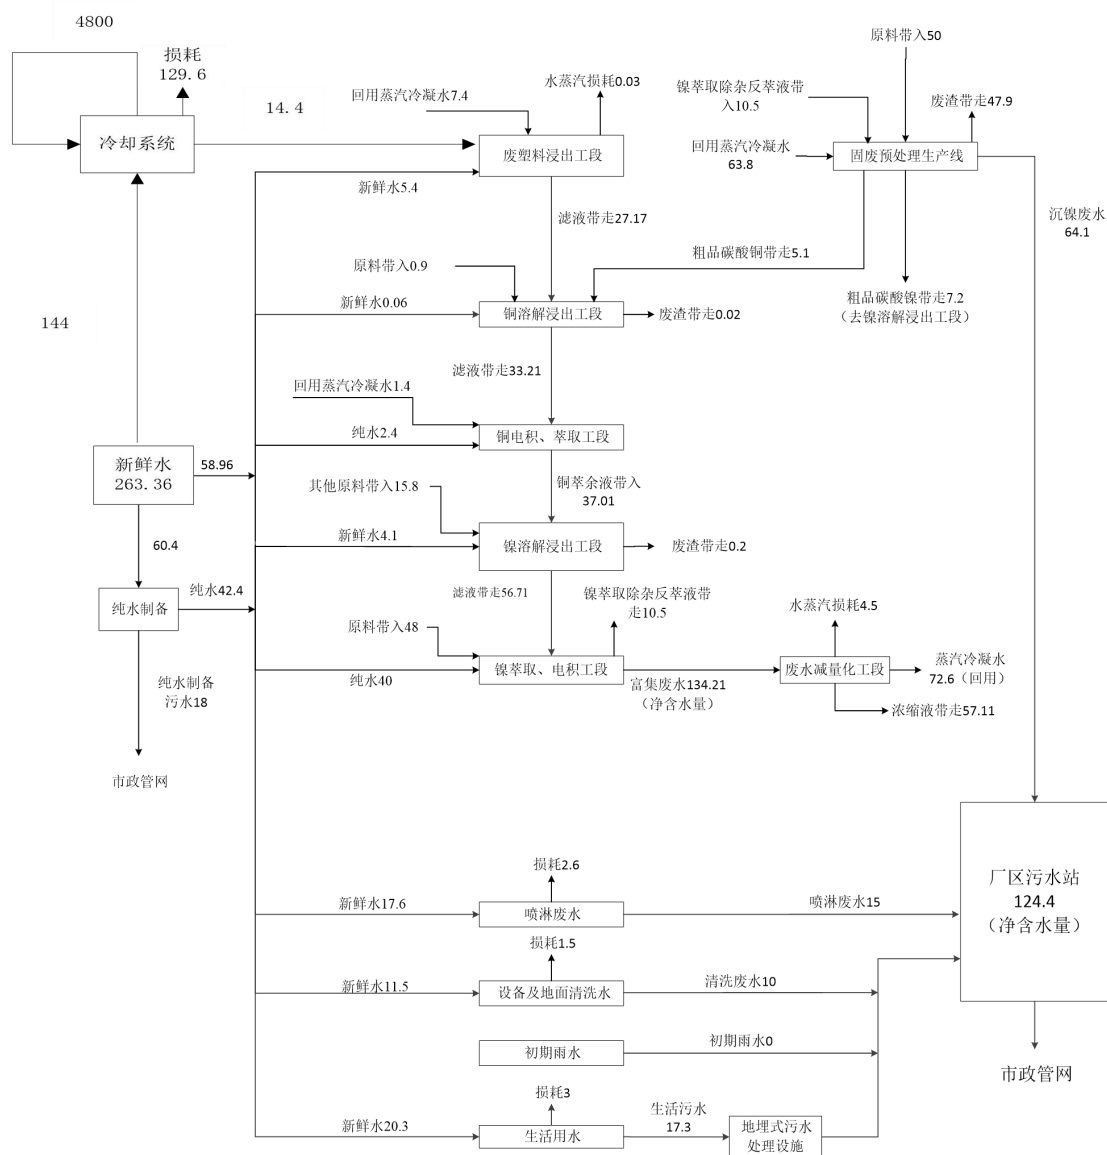 4800
损耗
129.6
14.4
冷却系统
144
新鲜水
263.36
58.96
60.4
纯水制备
纯水42.4
纯水制备
污水18
市政管网
回用蒸汽冷凝水7.4
水蒸汽损耗0.03
废塑料浸出工段
新鲜水5.4
滤液带走27.17
原料带入50
镍萃取除杂反萃液带
入10.5
废渣带走47.9
回用蒸汽冷凝水
63.8
固废预处理生产线
沉镍废水
64.1
粗品碳酸铜带走5.1
粗品碳酸镍带走7.2
（去镍溶解浸出工段）
原料带入0.9
新鲜水0.06
铜溶解浸出工段
废渣带走0.02
滤液带走33.21
回用蒸汽冷凝水1.4
纯水2.4
铜电积、萃取工段
铜萃余液带入
37.01
其他原料带入15.8
新鲜水4.1
镍溶解浸出工段
废渣带走0.2
滤液带走56.71
镍萃取除杂反萃液带
走10.5
原料带入48
纯水40
镍萃取、电积工段
富集废水134.21
（净含水量）
水蒸汽损耗4.5
废水减量化工段
蒸汽冷凝水
72.6（回用）
浓缩液带走57.11
损耗2.6
新鲜水17.6
喷淋废水
喷淋废水15
厂区污水站
124.4
（净含水量）
损耗1.5
新鲜水11.5
设备及地面清洗水
清洗废水10
初期雨水
初期雨水0
市政管网
损耗3
新鲜水20.3
生活用水
生活污水
17.3
地埋式污水
处理设施